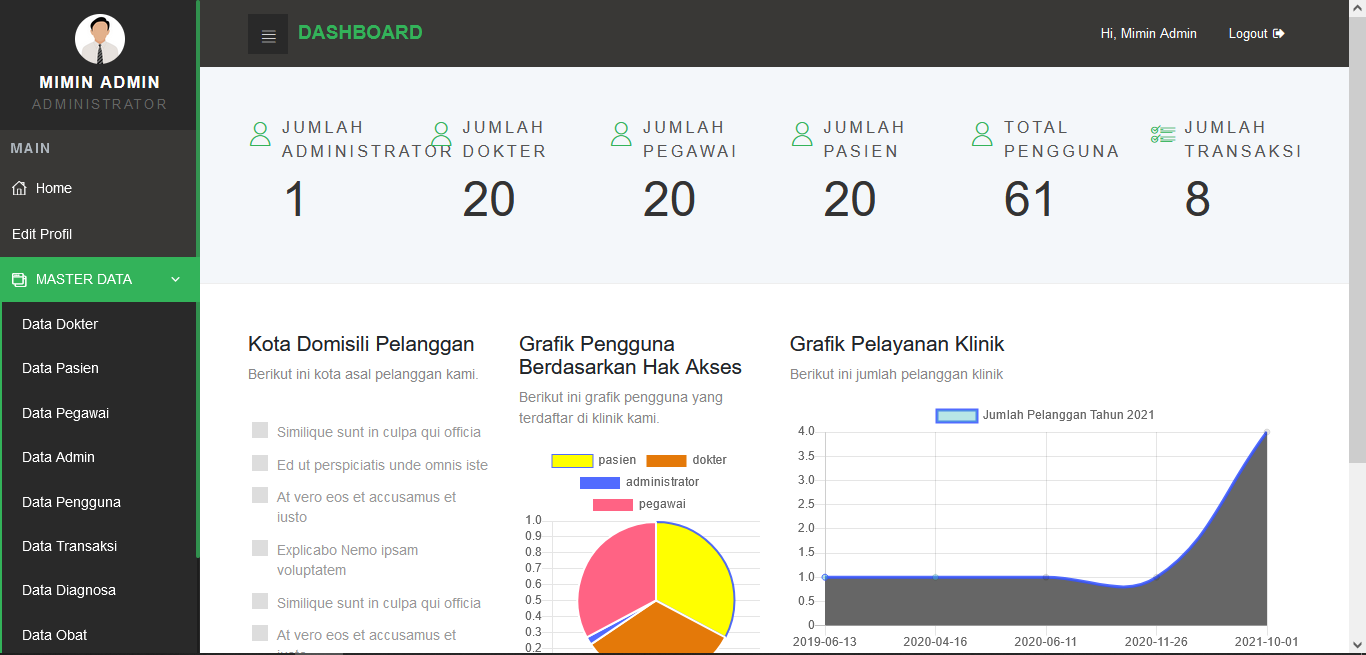 MIMIN ADMIN
ADMINISTRATOR
MAIN
Home
Edit Profil
MASTER DATA
Data Dokter
Data Pasien
Data Pegawai
Data Admin
Data Pengguna
Data Transaksi
Data Diagnosa
Data Obat
DASHBOARD
Hi, Mimin Admin
Logout
JUMLAH
ADMINISTRATOR
1
JUMLAH
DOKTER
20
JUMLAH
PEGAWAI
20
JUMLAH
PASIEN
20
TOTAL
PENGGUNA
61
JUMLAH
TRANSAKSI
8
Kota Domisili Pelanggan
Berikut ini kota asal pelanggan kami.
Similique sunt in culpa qui officia
Ed ut perspiciatis unde omnis iste
At vero eos et accusamus et
iusto
Explicabo Nemo ipsam
voluptatem
Similique sunt in culpa qui officia
At vero eos et accusamus et
Grafik Pengguna
Berdasarkan Hak Akses
Berikut ini grafik pengguna yang
terdaftar di klinik kami.
pasien dokter
administrator
pegawai
1.0
0.9
0.8
0.7
0.6
0.5
0.4
0.3
0.2
Grafik Pelayanan Klinik
Berikut ini jumlah pelanggan klinik
Jumlah Pelanggan Tahun 2021
4.0
3.5
3.0
2.5
2.0
1.5
1.0
0.5
0
2019-06-13 2020-04-16 2020-06-11 2020-11-26 2021-10-01